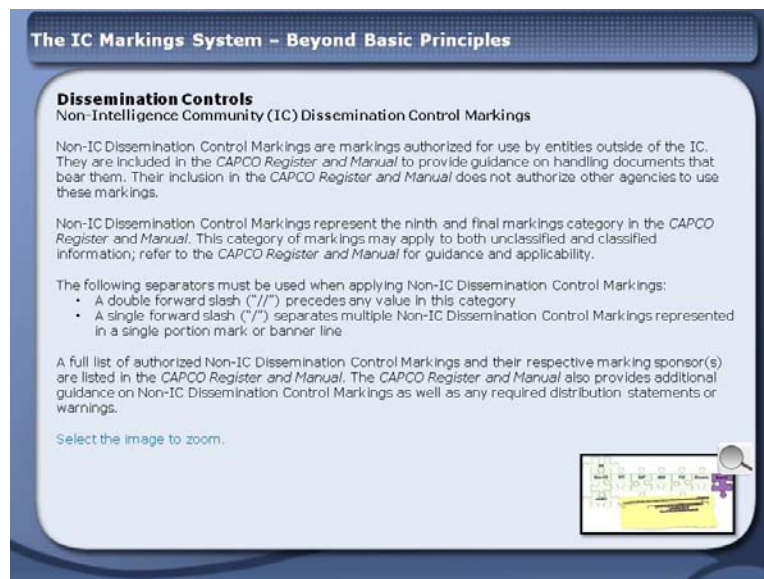 The IC Markings System – Beyond Basic Principles
Dissemination Controls
Non-Intelligence Community (IC) Dissemination Control Markings
Non-IC Dissemination Control Markings are markings authorized for use by entities outside of the IC.
They are included in the CAPCO Register and Manual to provide guidance on handling documents that
bear them. Their inclusion in the CAPCO Register and Manual does not authorize other agencies to use
these markings.
Non-IC Dissemination Control Markings represent the ninth and final markings category in the CAPCO
Register and Manual. This category of markings may apply to both unclassified and classified
information; refer to the CAPCO Register and Manual for guidance and applicability.
The following separators must be used when applying Non-IC Dissemination Control Markings:
• A double forward slash ("//") precedes any value in this category
• A single forward slash ("/") separates multiple Non-IC Dissemination Control Markings represented
in a single portion mark or banner line
A full list of authorized Non-IC Dissemination Control Markings and their respective marking sponsor(s)
are listed in the CAPCO Register and Manual. The CAPCO Register and Manual also provides additional
guidance on Non-IC Dissemination Control Markings as well as any required distribution statements or
warnings.
Select the image to zoom.